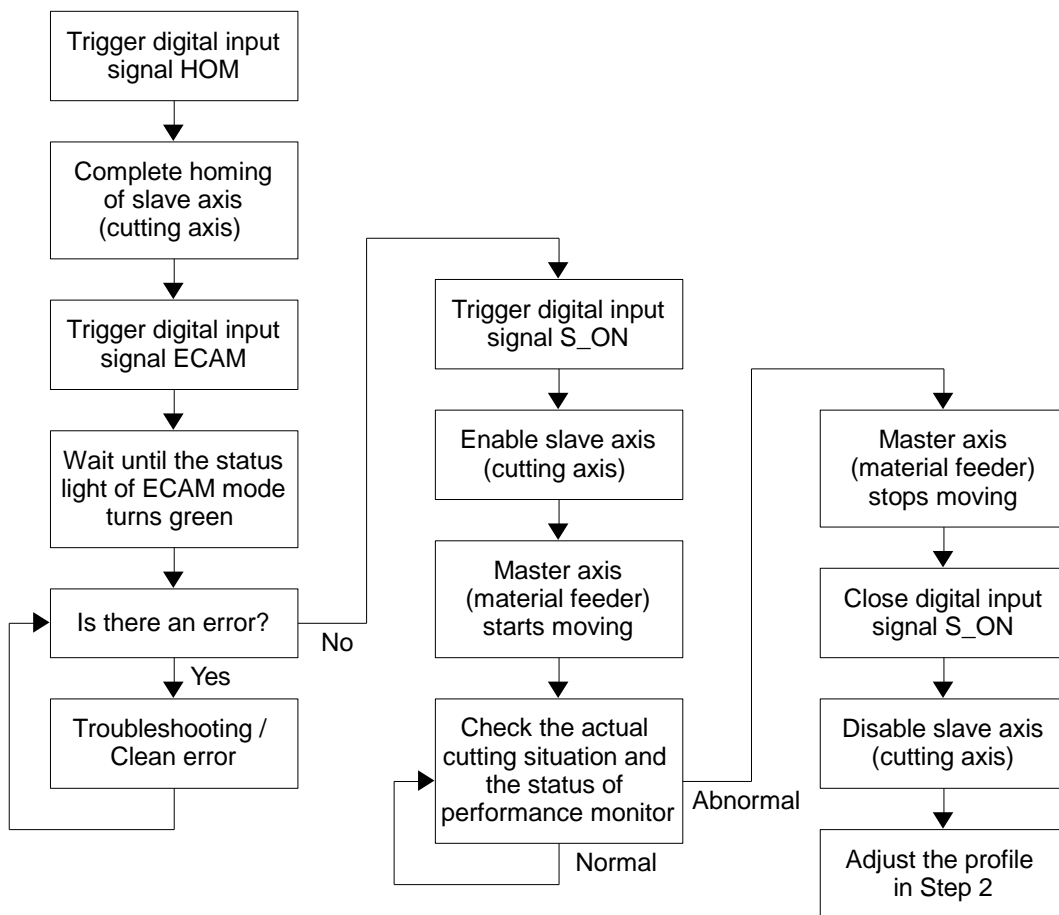 Trigger digital input
signal HOM
Complete homing
of slave axis
(cutting axis)
Trigger digital input
signal ECAM
Wait until the status
light of ECAM mode
turns green
Is there an error?
No
Yes
Troubleshooting /
Clean error
Trigger digital input
signal S_ON
Enable slave axis
(cutting axis)
Master axis
(material feeder)
starts moving
Check the actual
cutting situation and
the status of
performance monitor
Abnormal
Normal
Master axis
(material feeder)
stops moving
Close digital input
signal S_ON
Disable slave axis
(cutting axis)
Adjust the profile
in Step 2